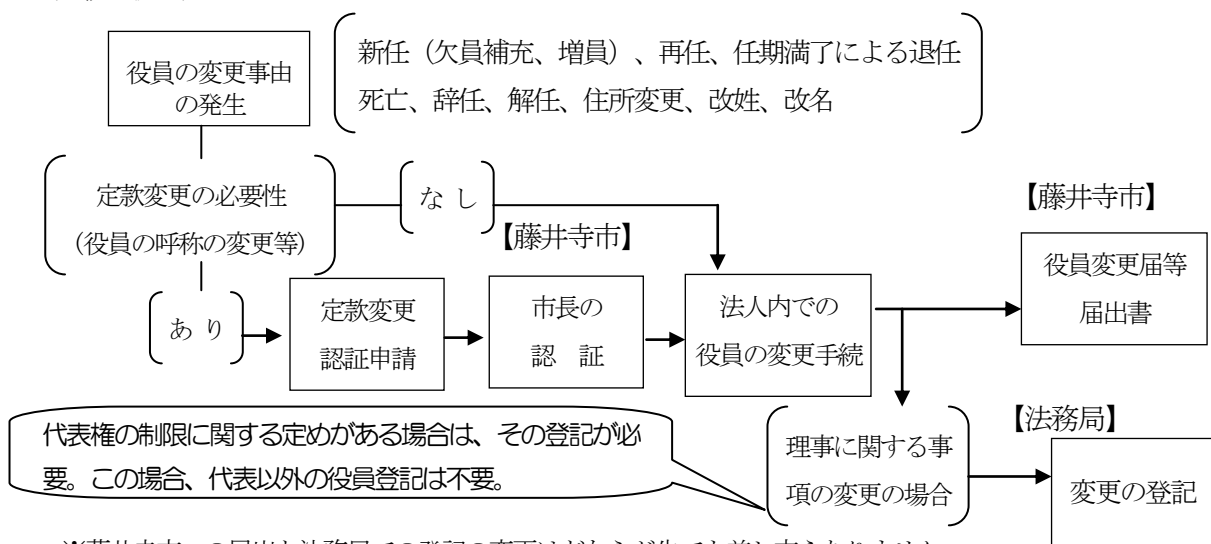 役員の変更事由
の発生
新任（欠員補充、増員）、再任、任期満了による退任
死亡、辞任、解任、住所変更、改姓、改名
定款変更の必要性
（役員の呼称の変更等）
な し
【藤井寺市】
【藤井寺市】
役員変更届等
届出書
あ り
定款変更
認証申請
市長の
認 証
法人内での
役員の変更手続
代表権の制限に関する定めがある場合は、その登記が必
要。この場合、代表以外の役員登記は不要。
理事に関する事
項の変更の場合
【法務局】
変更の登記